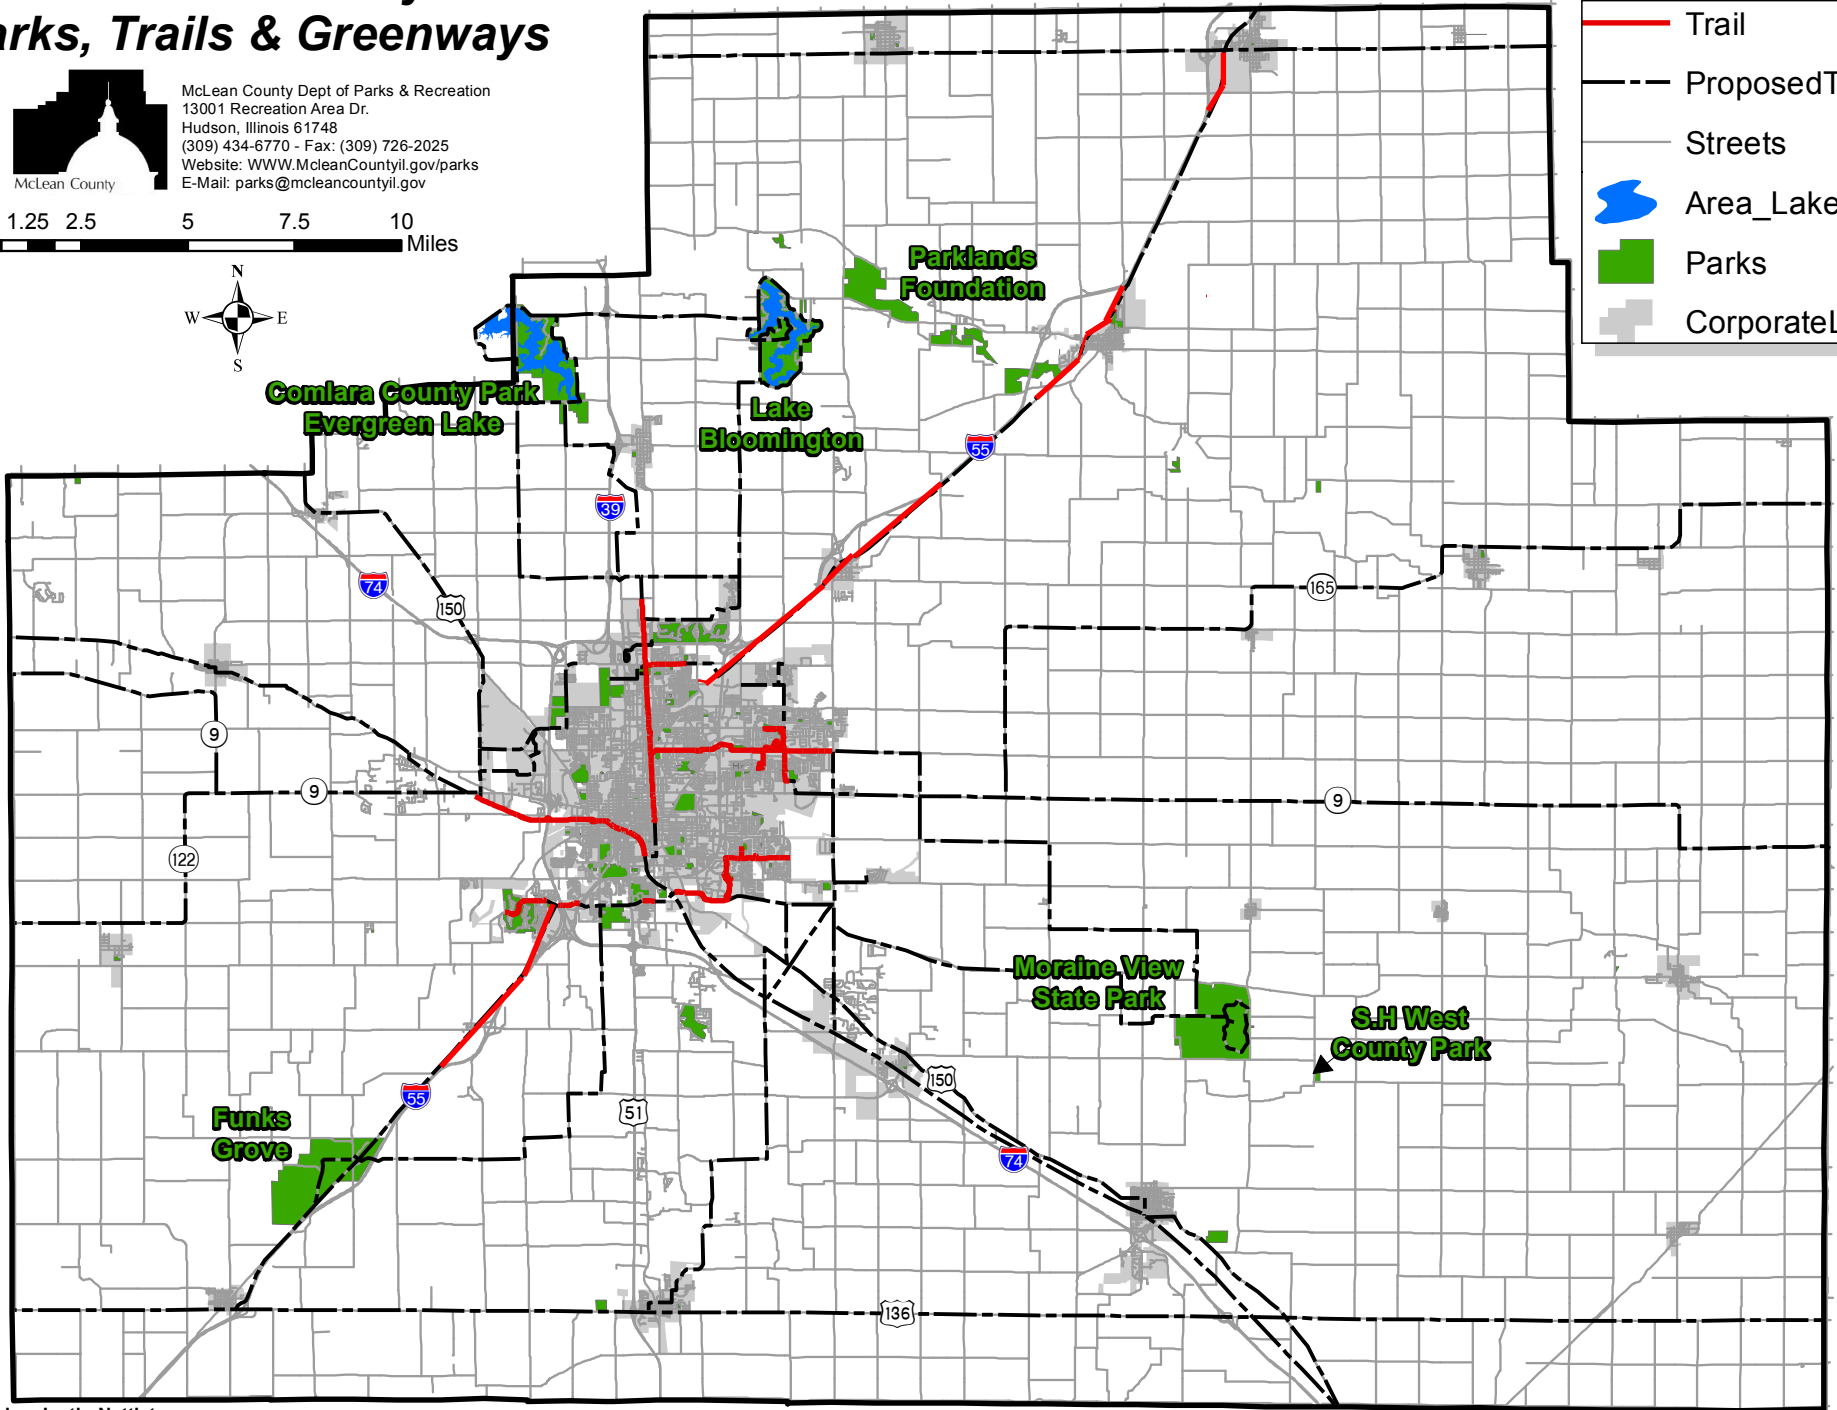 arks, Trails & Greenways
McLean County Dept of Parks & Recreation
13001 Recreation Area Dr.
Hudson, Illinois 61748
(309) 434-6770 - Fax: (309) 726-2025
Website: WWW.McleanCountyil.gov/parks
E-Mail: parks@mcleancountyil.gov
McLean County
1.25 2.5 5 7.5 10
Miles
N
W E
S
Trail
ProposedT
Streets
Area_Lake
Parks
CorporateL
Parklands
Foundation
Comlara County Park
Evergreen Lake
Lake
Bloomington
55
39
74
150
165
9
9
9
122
Moraine View
State Park
S.H West
County Park
150
55
51
Funks
Grove
74
136